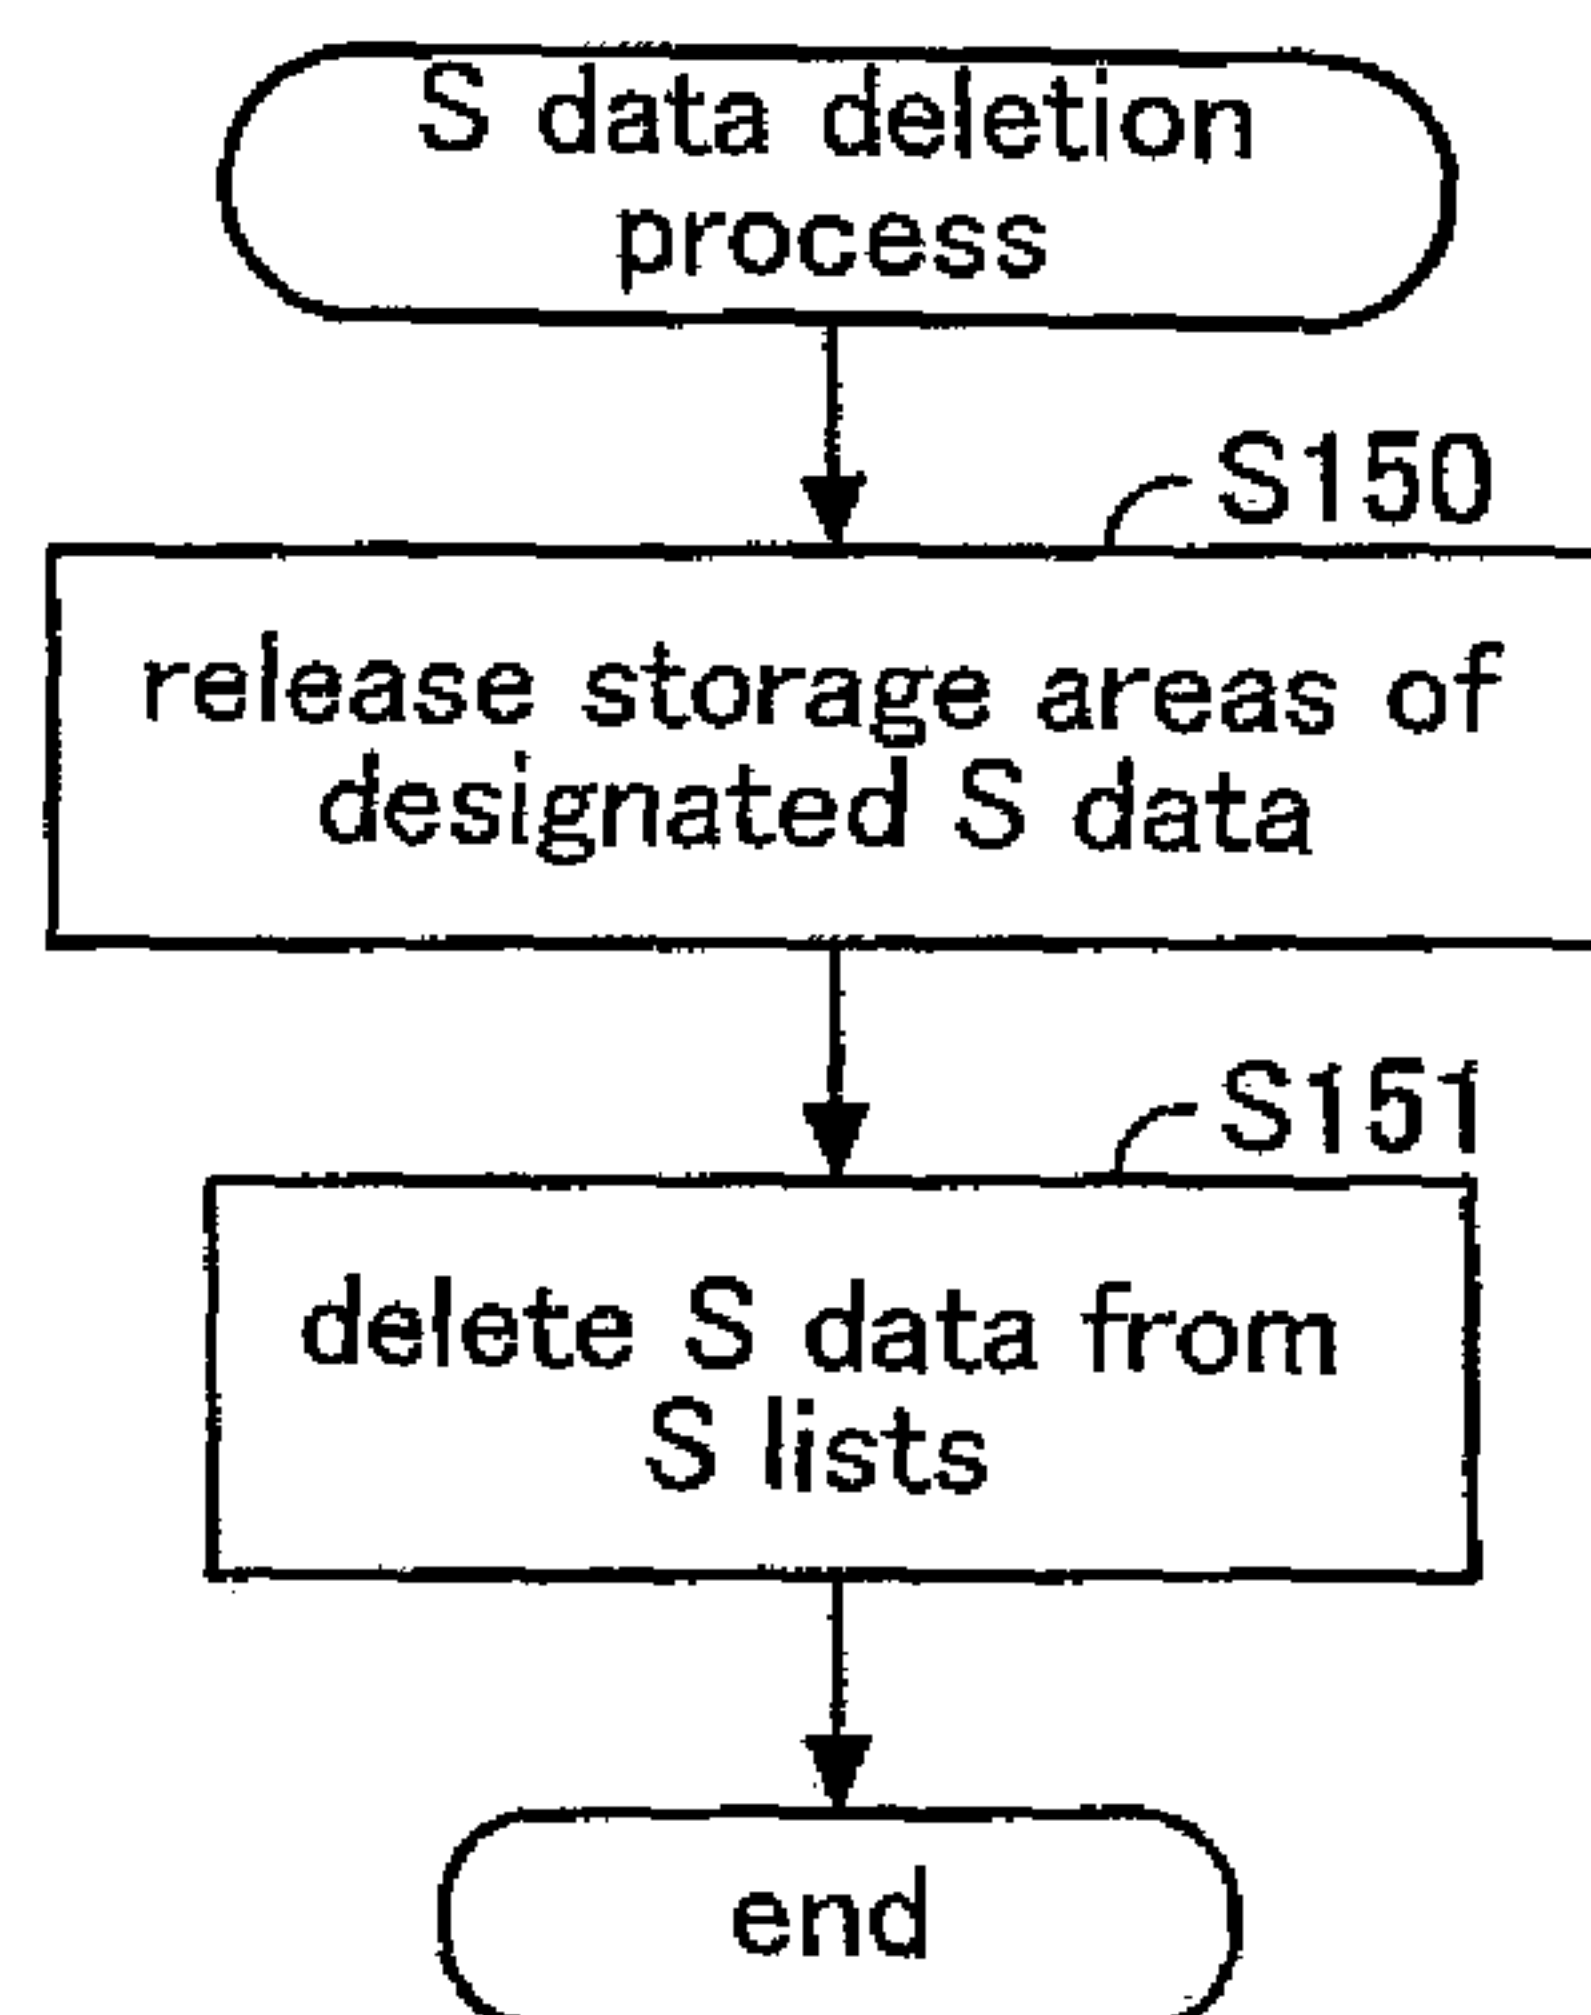 S data deletion
process
S150
release storage areas of
designated S data
S151
delete S data from
S lists
end